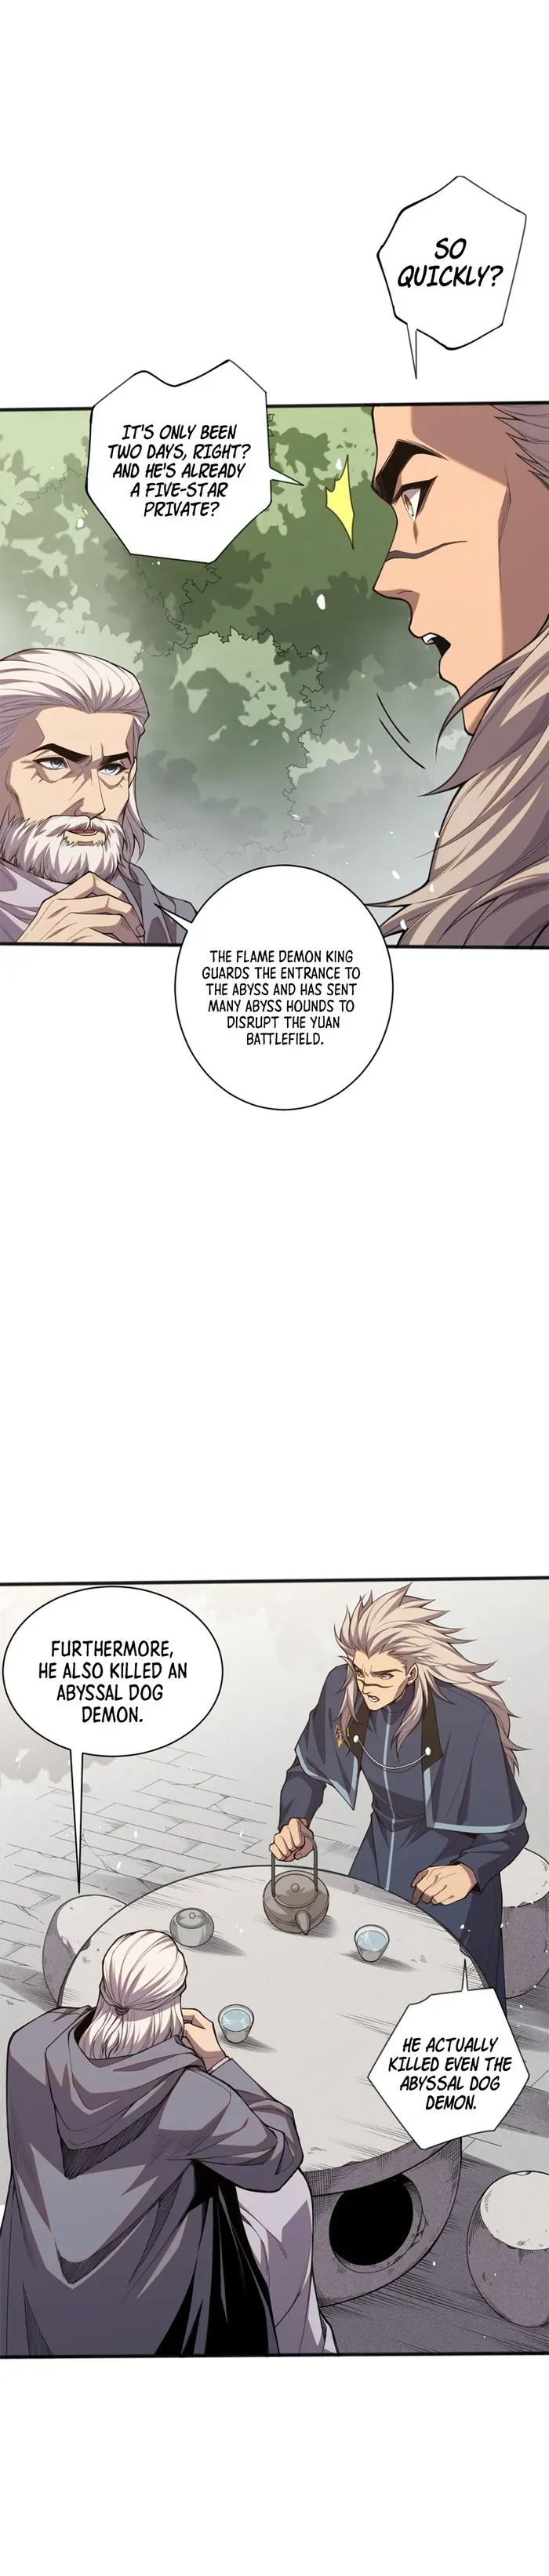 SO
QUICKLY?
IT'S ONLY BEEN
TWO DAYS, RIGHT?
AND HE'S ALREADY
A FIVE-STAR
PRIVATE?
THE FLAME DEMON KING
GUARDS THE ENTRANCE TO
THE ABYSS AND HAS SENT
MANY ABYSS HOUNDS TO
DISRUPT THE YUAN
BATTLEFIELD.
FURTHERMORE,
HE ALSO KILLED AN
ABYSSAL DOG
DEMON.
HE ACTUALLY
KILLED EVEN THE
ABYSSAL DOG
DEMON.